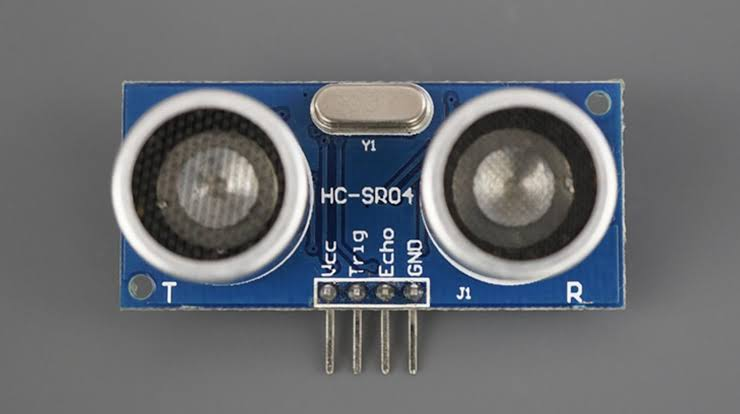 Y1
HC-SR04
Vcc
Trig
Echo
GND
T
J1
R